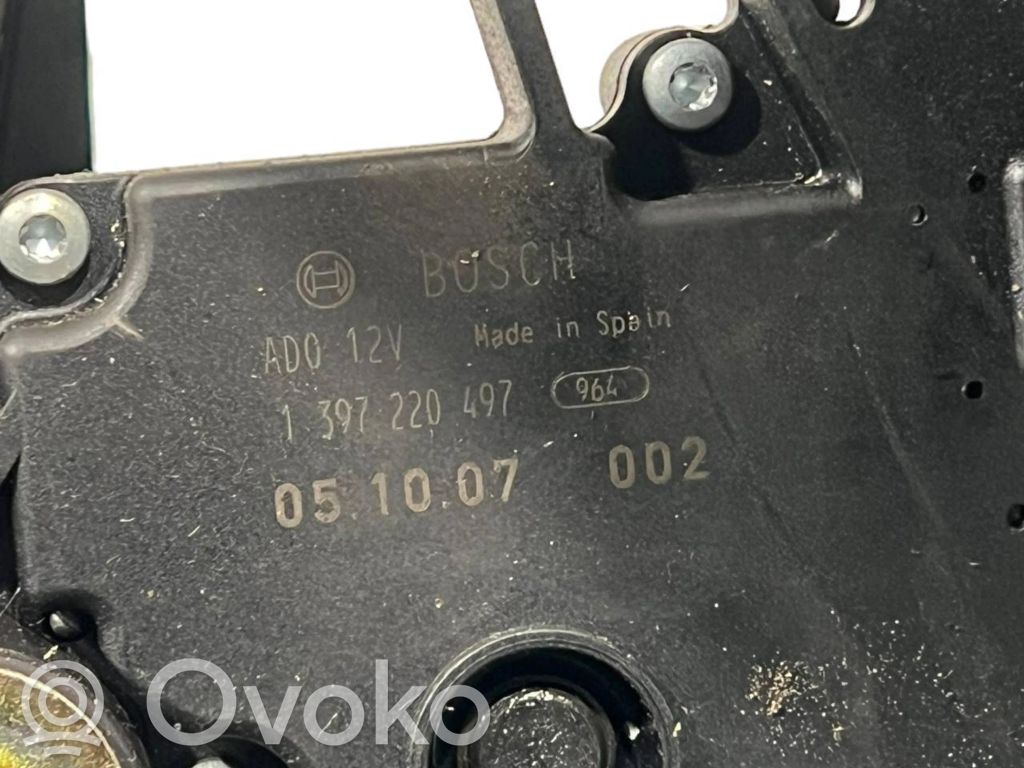 BOSCH
ADO 12V Made in Spain
1 397 220 497 964
05.10.07 002
© Ovoko